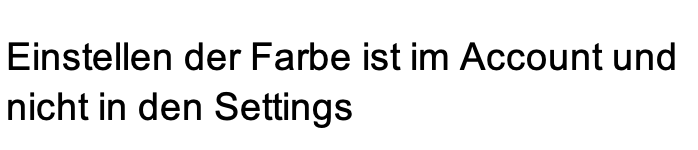 Einstellen der Farbe ist im Account und
nicht in den Settings